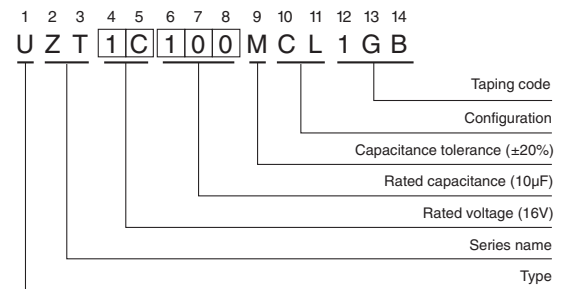 1 2 3 4 5 6 7 8 9 10 11 12 13 14
U Z T 1 C 1 0 0 M C L 1 G B
Taping code
Configuration
Capacitance tolerance (±20%)
Rated capacitance (10µF)
Rated voltage (16V)
Series name
Type